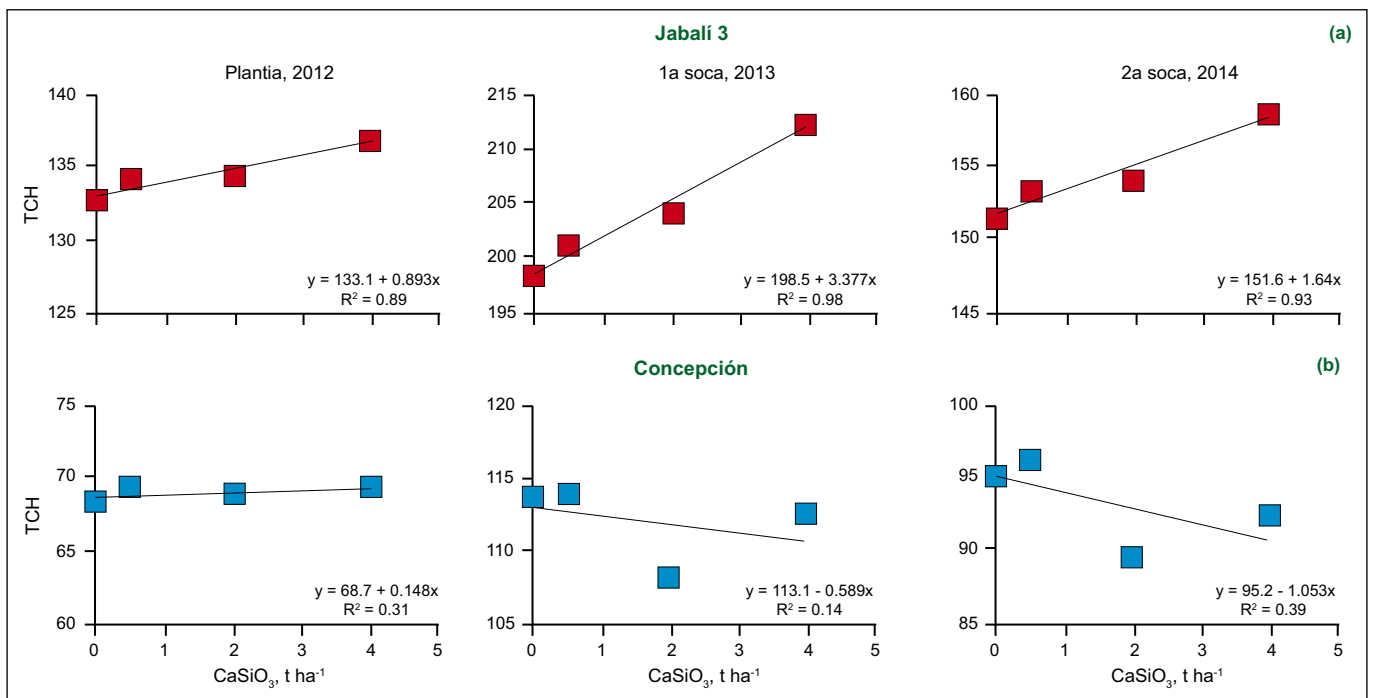 Jabalí 3
(a)
Plantia, 2012
1a soca, 2013
2a soca, 2014
TCH
140
135
130
125
y = 133.1 + 0.893x
R² = 0.89
215
210
205
200
195
y = 198.5 + 3.377x
R² = 0.98
160
155
150
145
y = 151.6 + 1.64x
R² = 0.93
Concepción
(b)
TCH
75
70
65
60
y = 68.7 + 0.148x
R² = 0.31
0 1 2 3 4 5
CaSiO₃, t ha⁻¹
120
115
110
105
y = 113.1 - 0.589x
R² = 0.14
0 1 2 3 4 5
CaSiO₃, t ha⁻¹
100
95
90
85
y = 95.2 - 1.053x
R² = 0.39
0 1 2 3 4 5
CaSiO₃, t ha⁻¹